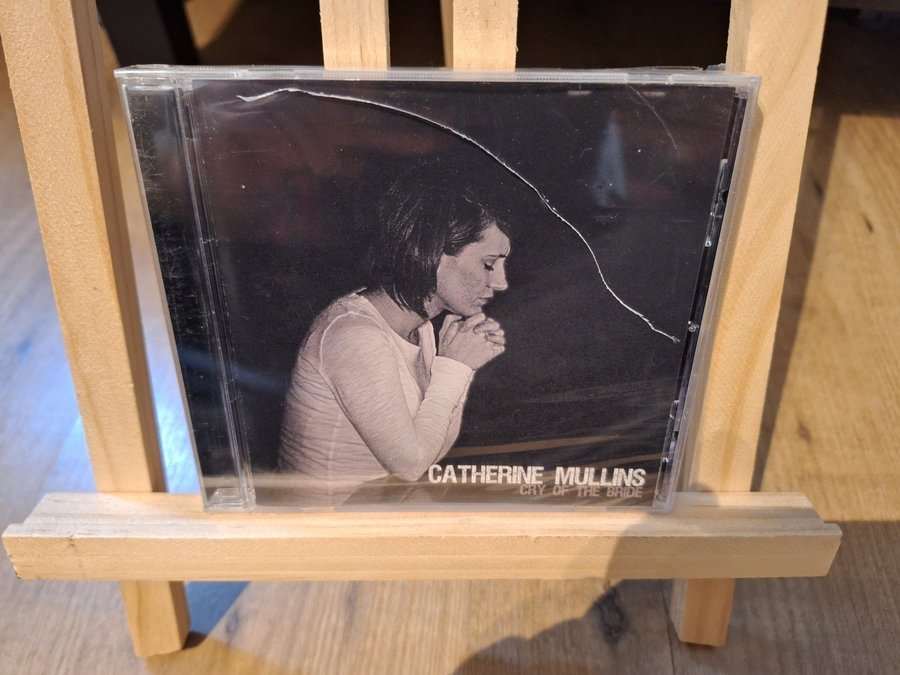 CATHERINE MULLINS
CRY OF THE BRIDE